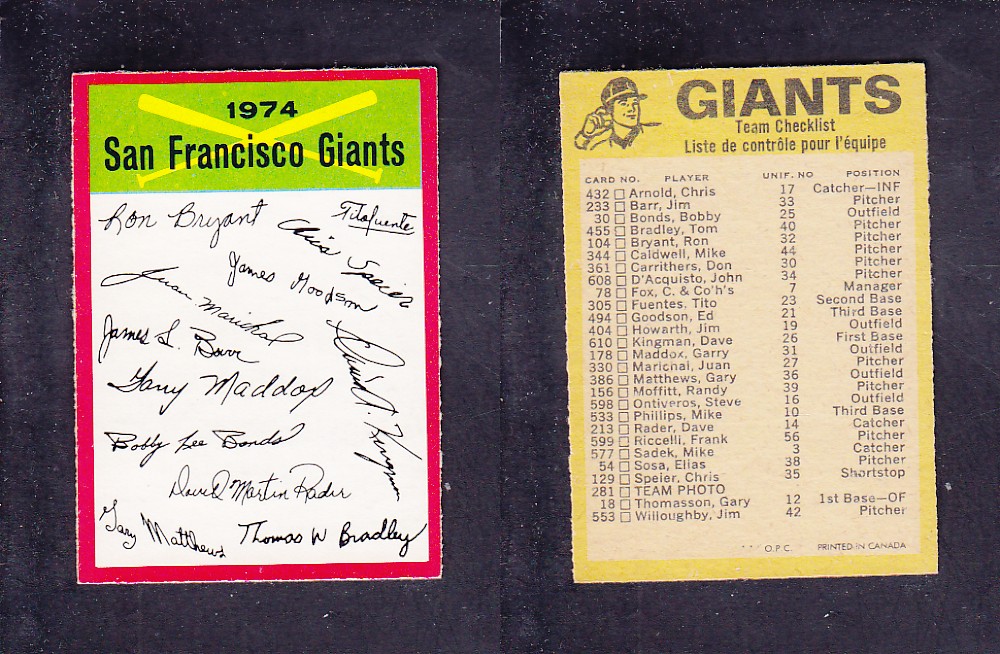 1974
San Francisco Giants
Ron Bryant
Tito Fuentes
Chris Speier
James Goodson
Juan Marichal
James L. Barr
David A. Kingman
Gary Maddox
Bobby Lee Bonds
David Martin Rader
Gary Matthews
Thomas W Bradley
GIANTS
Team Checklist
Liste de contrôle pour l'équipe
CARD NO. PLAYER UNIF. NO POSITION
432 Arnold, Chris 17 Catcher—INF
233 Barr, Jim 33 Pitcher
30 Bonds, Bobby 25 Outfield
455 Bradley, Tom 40 Pitcher
104 Bryant, Ron 32 Pitcher
344 Caldwell, Mike 44 Pitcher
361 Carrithers, Don 30 Pitcher
608 D'Acquisto, John 34 Pitcher
78 Fox, C. & Co'h's 7 Manager
305 Fuentes, Tito 23 Second Base
494 Goodson, Ed 21 Third Base
404 Howarth, Jim 19 Outfield
610 Kingman, Dave 26 First Base
178 Maddox, Garry 31 Outfield
330 Marichal, Juan 27 Pitcher
386 Matthews, Gary 36 Outfield
156 Moffitt, Randy 39 Pitcher
598 Ontiveros, Steve 16 Outfield
533 Phillips, Mike 10 Third Base
213 Rader, Dave 14 Catcher
599 Riccelli, Frank 56 Pitcher
577 Sadek, Mike 3 Catcher
54 Sosa, Elias 38 Pitcher
129 Speier, Chris 35 Shortstop
281 TEAM PHOTO
18 Thomasson, Gary 12 1st Base—OF
553 Willoughby, Jim 42 Pitcher
*** O.P.C. PRINTED IN CANADA